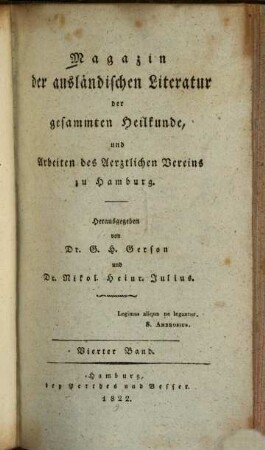 Magazin
der ausländischen Literatur
der
gesammten Heilkunde,
und
Arbeiten des Aerztlichen Vereins
zu Hamburg.
Herausgegeben
von
Dr. G. H. Gerson
und
Dr. Nikol. Heinr. Julius.
Legimus aliqua ne legantur.
S. Ambrosius.
Vierter Band.
Hamburg,
bey Perthes und Besser.
1822.